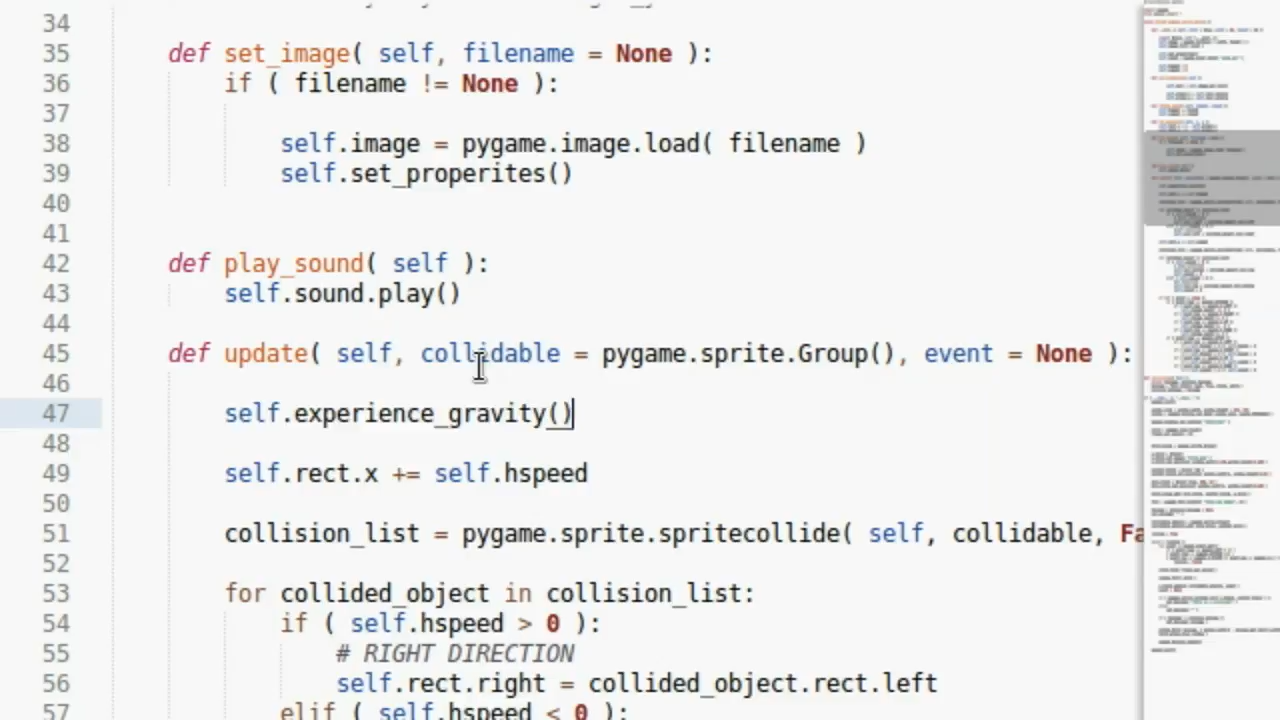 34
35 def set_image( self, filename = None ):
36 if ( filename != None ):
37
38 self.image = pygame.image.load( filename )
39 self.set_properites()
40
41
42 def play_sound( self ):
43 self.sound.play()
44
45 def update( self, collidable = pygame.sprite.Group(), event = None ):
46
47 self.experience_gravity()
48
49 self.rect.x += self.hspeed
50
51 collision_list = pygame.sprite.spritecollide( self, collidable, Fa
52
53 for collided_object in collision_list:
54 if ( self.hspeed > 0 ):
55 # RIGHT DIRECTION
56 self.rect.right = collided_object.rect.left
57 elif ( self.hspeed < 0 ):